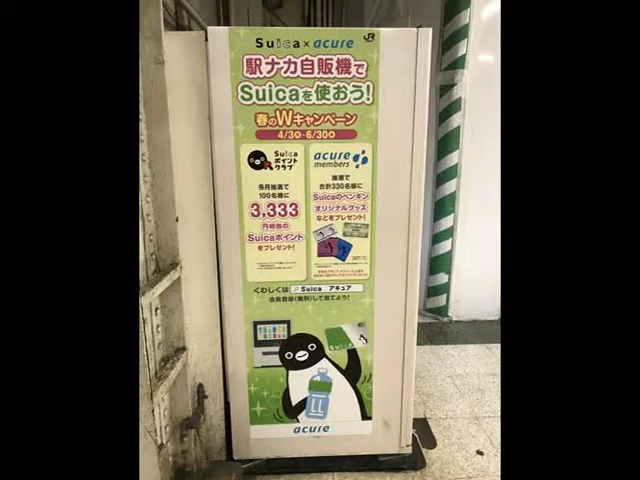 Suica × acure
JR
駅ナカ自販機で
Suicaを使おう!
春のWキャンペーン
4/3 6/30
Suica
ポイント
クラブ
各月抽選で
100名様に
3,333
円相当の
Suicaポイント
をプレゼント!
acure
members
抽選で
合計330名様に
Suicaのペンギン
オリジナルグッズ
などをプレゼント!
くわしくは Suica アキュア
会員登録(無料)して当てよう!
Suica
LL
acure